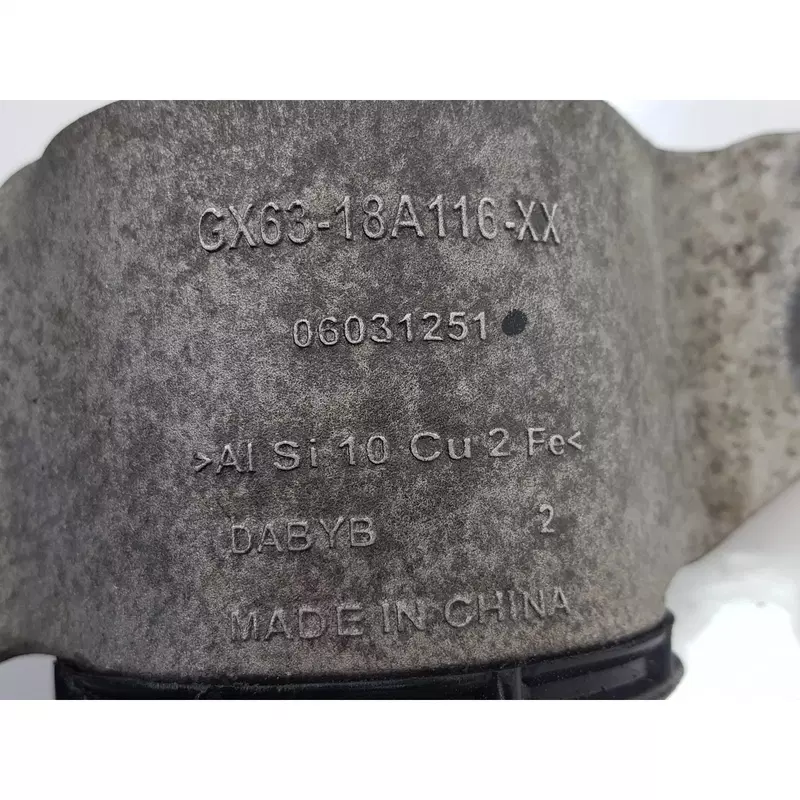 GX63-18A116-XX
06031251
>Al Si 10 Cu 2 Fe<
DABYB 2
MADE IN CHINA